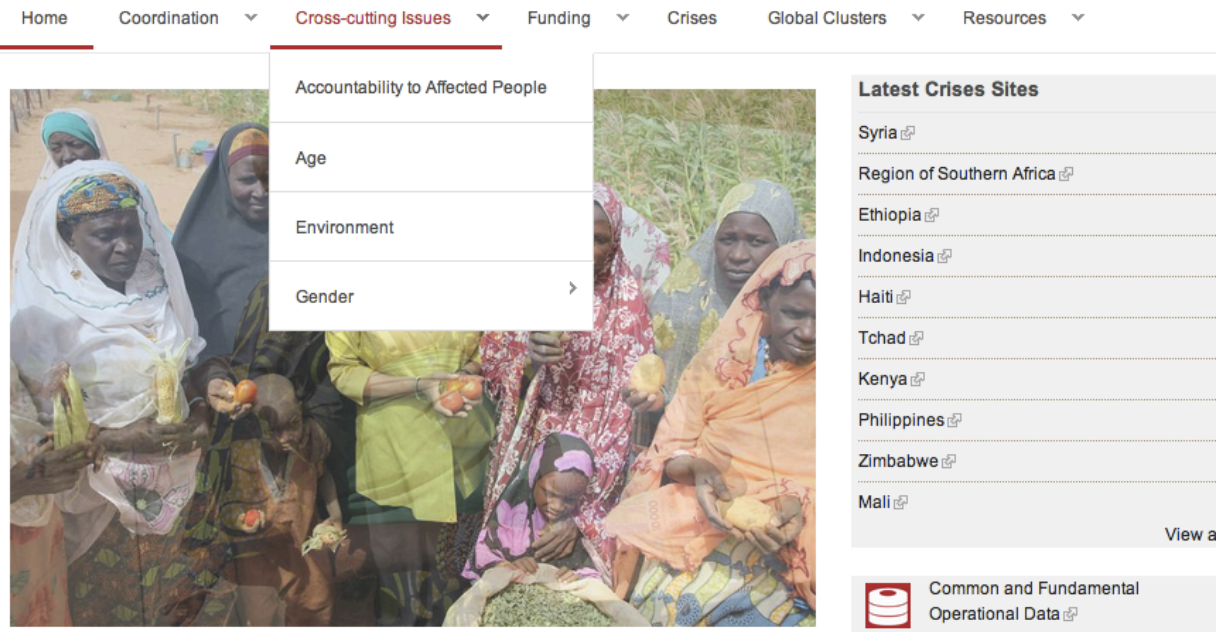 Home Coordination Cross-cutting Issues Funding Crises Global Clusters Resources
Accountability to Affected People
Age
Environment
Gender
Latest Crises Sites
Syria
Region of Southern Africa
Ethiopia
Indonesia
Haiti
Tchad
Kenya
Philippines
Zimbabwe
Mali
View a
Common and Fundamental
Operational Data